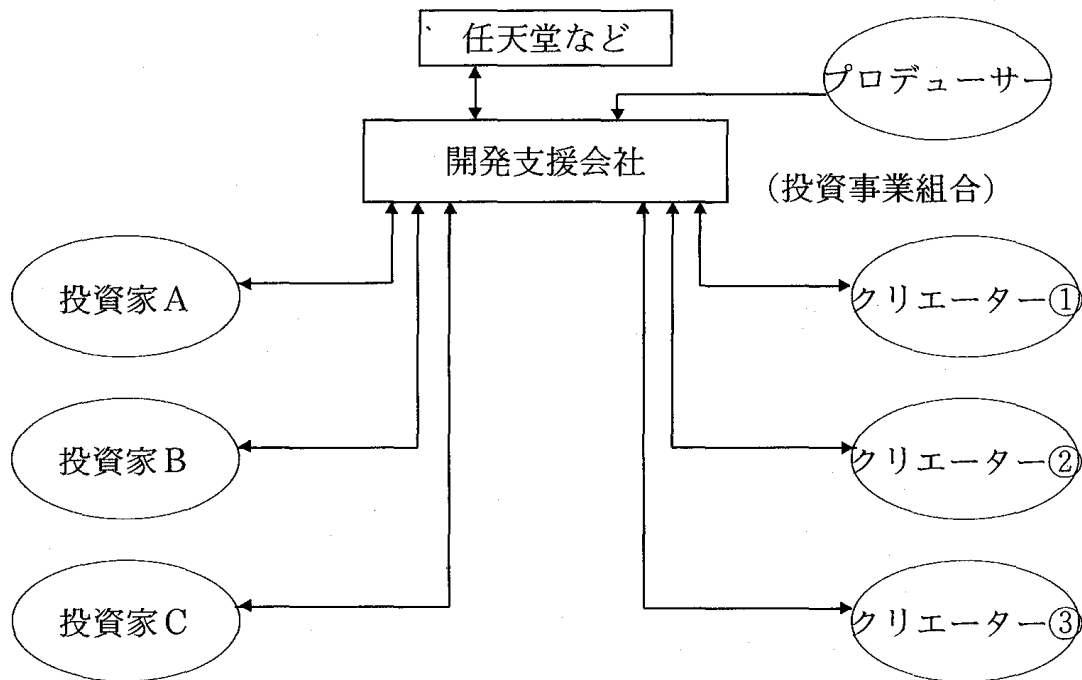 任天堂など
プロデューサー
開発支援会社
(投資事業組合)
投資家A
クリエーター①
投資家B
クリエーター②
投資家C
クリエーター③